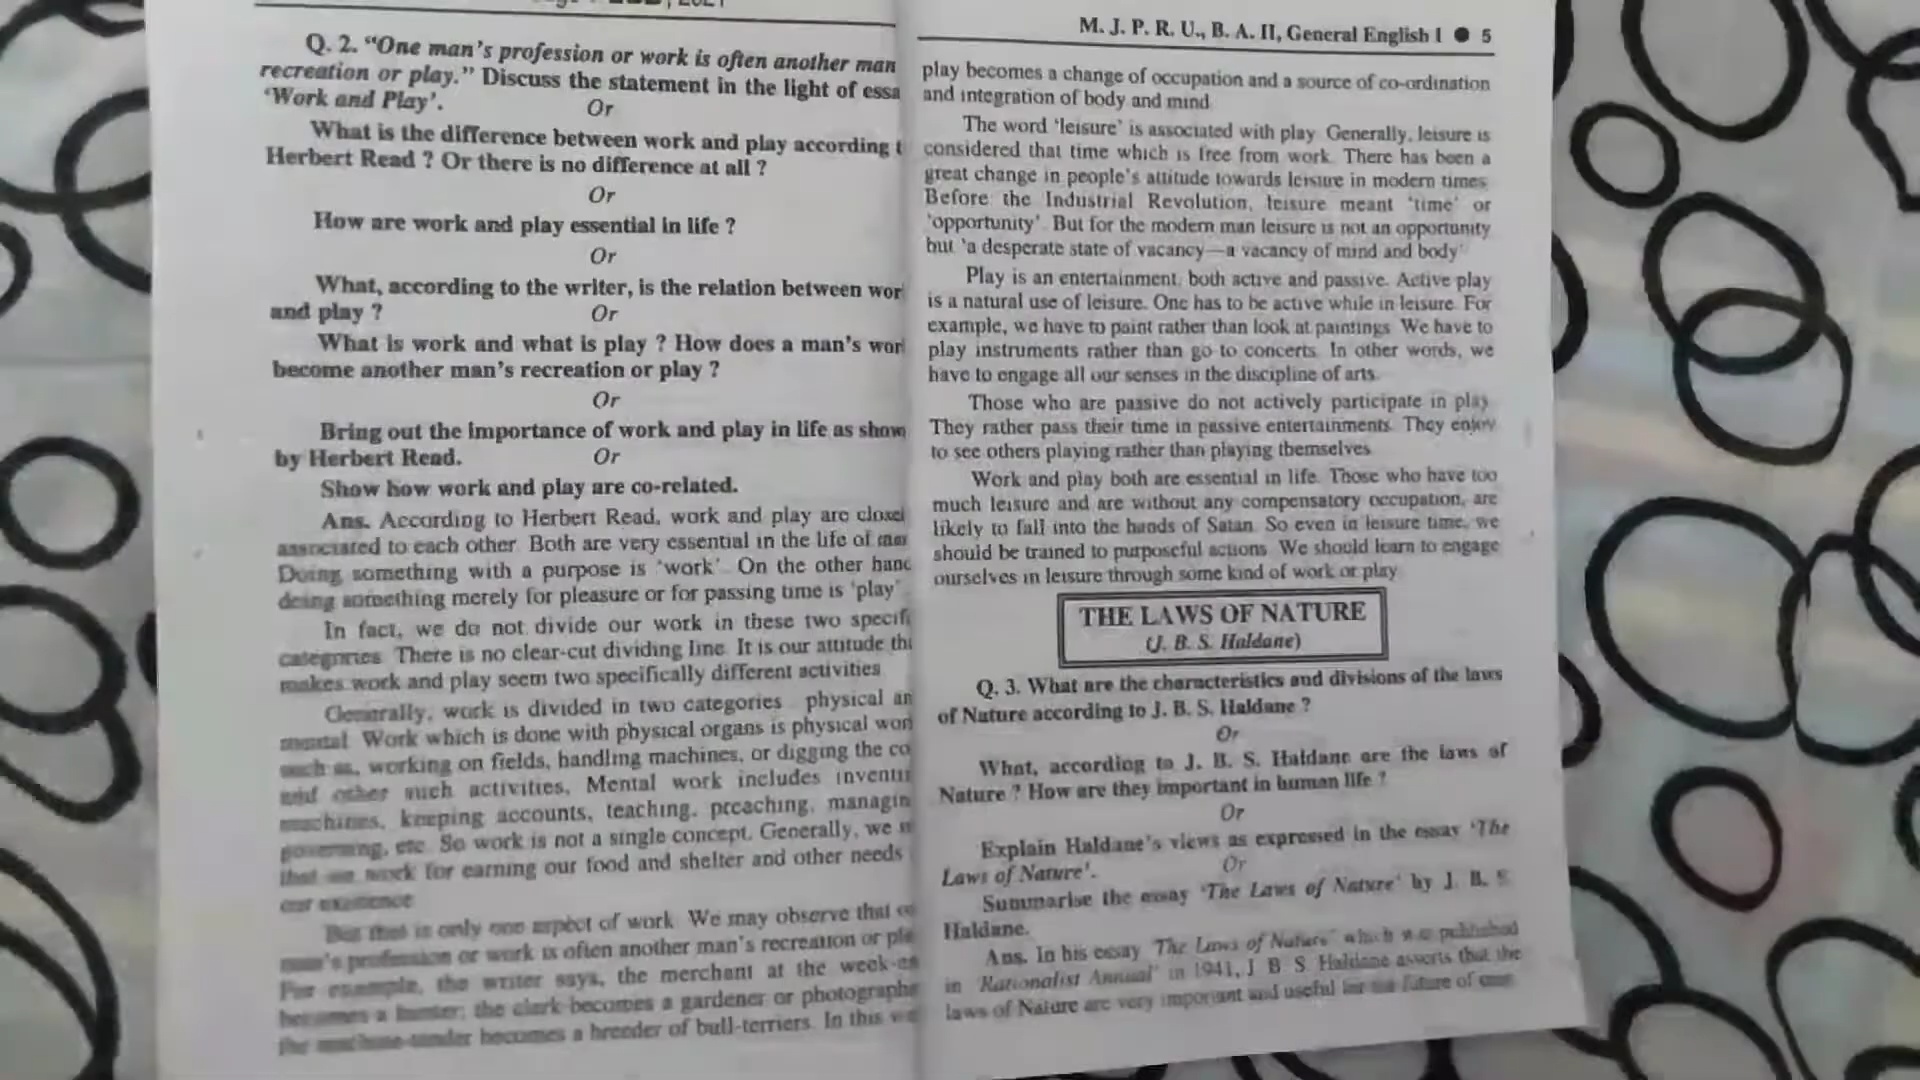 Q. 2. “One man’s profession or work is often another man
recreation or play.” Discuss the statement in the light of essa
‘Work and Play’.
Or
What is the difference between work and play according t
Herbert Read ? Or there is no difference at all ?
Or
How are work and play essential in life ?
Or
What, according to the writer, is the relation between wor
and play ?
Or
What is work and what is play ? How does a man’s wor
become another man’s recreation or play ?
Or
Bring out the importance of work and play in life as show
by Herbert Read.
Or
Show how work and play are co-related.
Ans. According to Herbert Read, work and play are closel
associated to each other. Both are very essential in the life of man
Doing something with a purpose is ‘work’. On the other hand
doing something merely for pleasure or for passing time is ‘play’
In fact, we do not divide our work in these two specifi
categories. There is no clear-cut dividing line. It is our attitude tha
makes work and play seem two specifically different activities
Generally, work is divided in two categories physical an
mental. Work which is done with physical organs is physical wor
such as, working on fields, handling machines, or digging the co
and other such activities. Mental work includes inventin
machines, keeping accounts, teaching, preaching, managin
governing, etc. So work is not a single concept. Generally, we
that we work for earning our food and shelter and other needs
our existence
But that is only one aspect of work. We may observe that
man’s profession or work is often another man’s recreation or pla
For example, the writer says, the merchant at the week-en
becomes a hunter; the clerk becomes a gardener or photographe
the machine-tender becomes a breeder of bull-terriers. In this
M. J. P. R. U., B. A. II, General English I ● 5
play becomes a change of occupation and a source of co-ordination
and integration of body and mind
The word ‘leisure’ is associated with play. Generally, leisure is
considered that time which is free from work. There has been a
great change in people’s attitude towards leisure in modern times.
Before the Industrial Revolution, leisure meant ‘time’ or
‘opportunity’. But for the modern man leisure is not an opportunity
but ‘a desperate state of vacancy—a vacancy of mind and body’
Play is an entertainment, both active and passive. Active play
is a natural use of leisure. One has to be active while in leisure. For
example, we have to paint rather than look at paintings. We have to
play instruments rather than go to concerts. In other words, we
have to engage all our senses in the discipline of arts.
Those who are passive do not actively participate in play
They rather pass their time in passive entertainments. They enjoy
to see others playing rather than playing themselves
Work and play both are essential in life. Those who have too
much leisure and are without any compensatory occupation, are
likely to fall into the hands of Satan. So even in leisure time, we
should be trained to purposeful actions. We should learn to engage
ourselves in leisure through some kind of work or play.
THE LAWS OF NATURE
(J. B. S. Haldane)
Q. 3. What are the characteristics and divisions of the laws
of Nature according to J. B. S. Haldane ?
Or
What, according to J. B. S. Haldane are the laws of
Nature ? How are they important in human life ?
Or
Explain Haldane’s views as expressed in the essay ‘The
Laws of Nature’.
Or
Summarise the essay ‘The Laws of Nature’ by J. B. S.
Haldane.
Ans. In his essay ‘The Laws of Nature’ which was published
in ‘Rationalist Annual’ in 1941, J. B. S. Haldane asserts that the
laws of Nature are very important and useful for the future of our